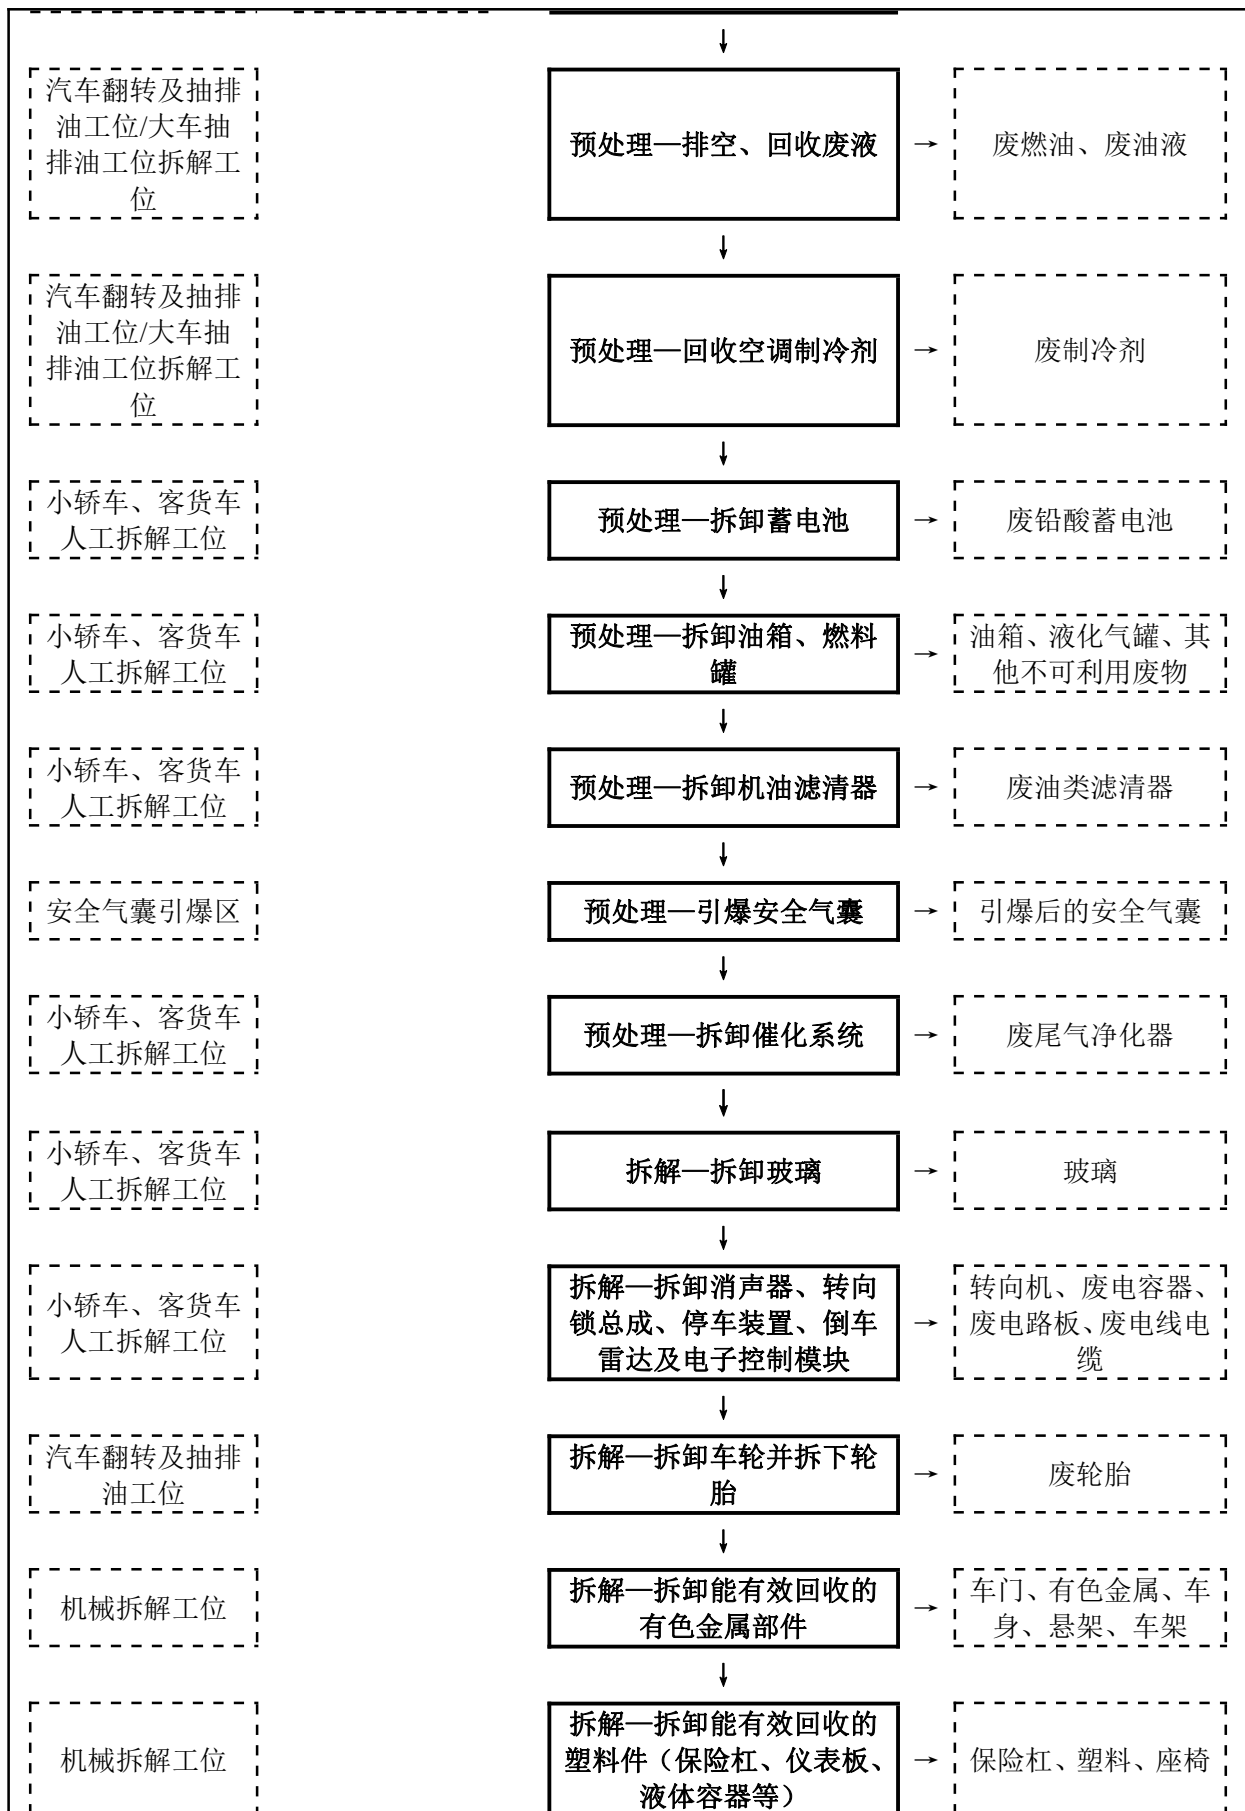 汽车翻转及抽排
油工位/大车抽
排油工位拆解工
位
预处理—排空、回收废液
→
废燃油、废油液
汽车翻转及抽排
油工位/大车抽
排油工位拆解工
位
预处理—回收空调制冷剂
→
废制冷剂
小轿车、客货车
人工拆解工位
预处理—拆卸蓄电池
→
废铅酸蓄电池
小轿车、客货车
人工拆解工位
预处理—拆卸油箱、燃料
罐
→
油箱、液化气罐、其
他不可利用废物
小轿车、客货车
人工拆解工位
预处理—拆卸机油滤清器
→
废油类滤清器
安全气囊引爆区
预处理—引爆安全气囊
→
引爆后的安全气囊
小轿车、客货车
人工拆解工位
预处理—拆卸催化系统
→
废尾气净化器
小轿车、客货车
人工拆解工位
拆解—拆卸玻璃
→
玻璃
小轿车、客货车
人工拆解工位
拆解—拆卸消声器、转向
锁总成、停车装置、倒车
雷达及电子控制模块
→
转向机、废电容器、
废电路板、废电线电
缆
汽车翻转及抽排
油工位
拆解—拆卸车轮并拆下轮
胎
→
废轮胎
机械拆解工位
拆解—拆卸能有效回收的
有色金属部件
→
车门、有色金属、车
身、悬架、车架
机械拆解工位
拆解—拆卸能有效回收的
塑料件（保险杠、仪表板、
液体容器等）
→
保险杠、塑料、座椅